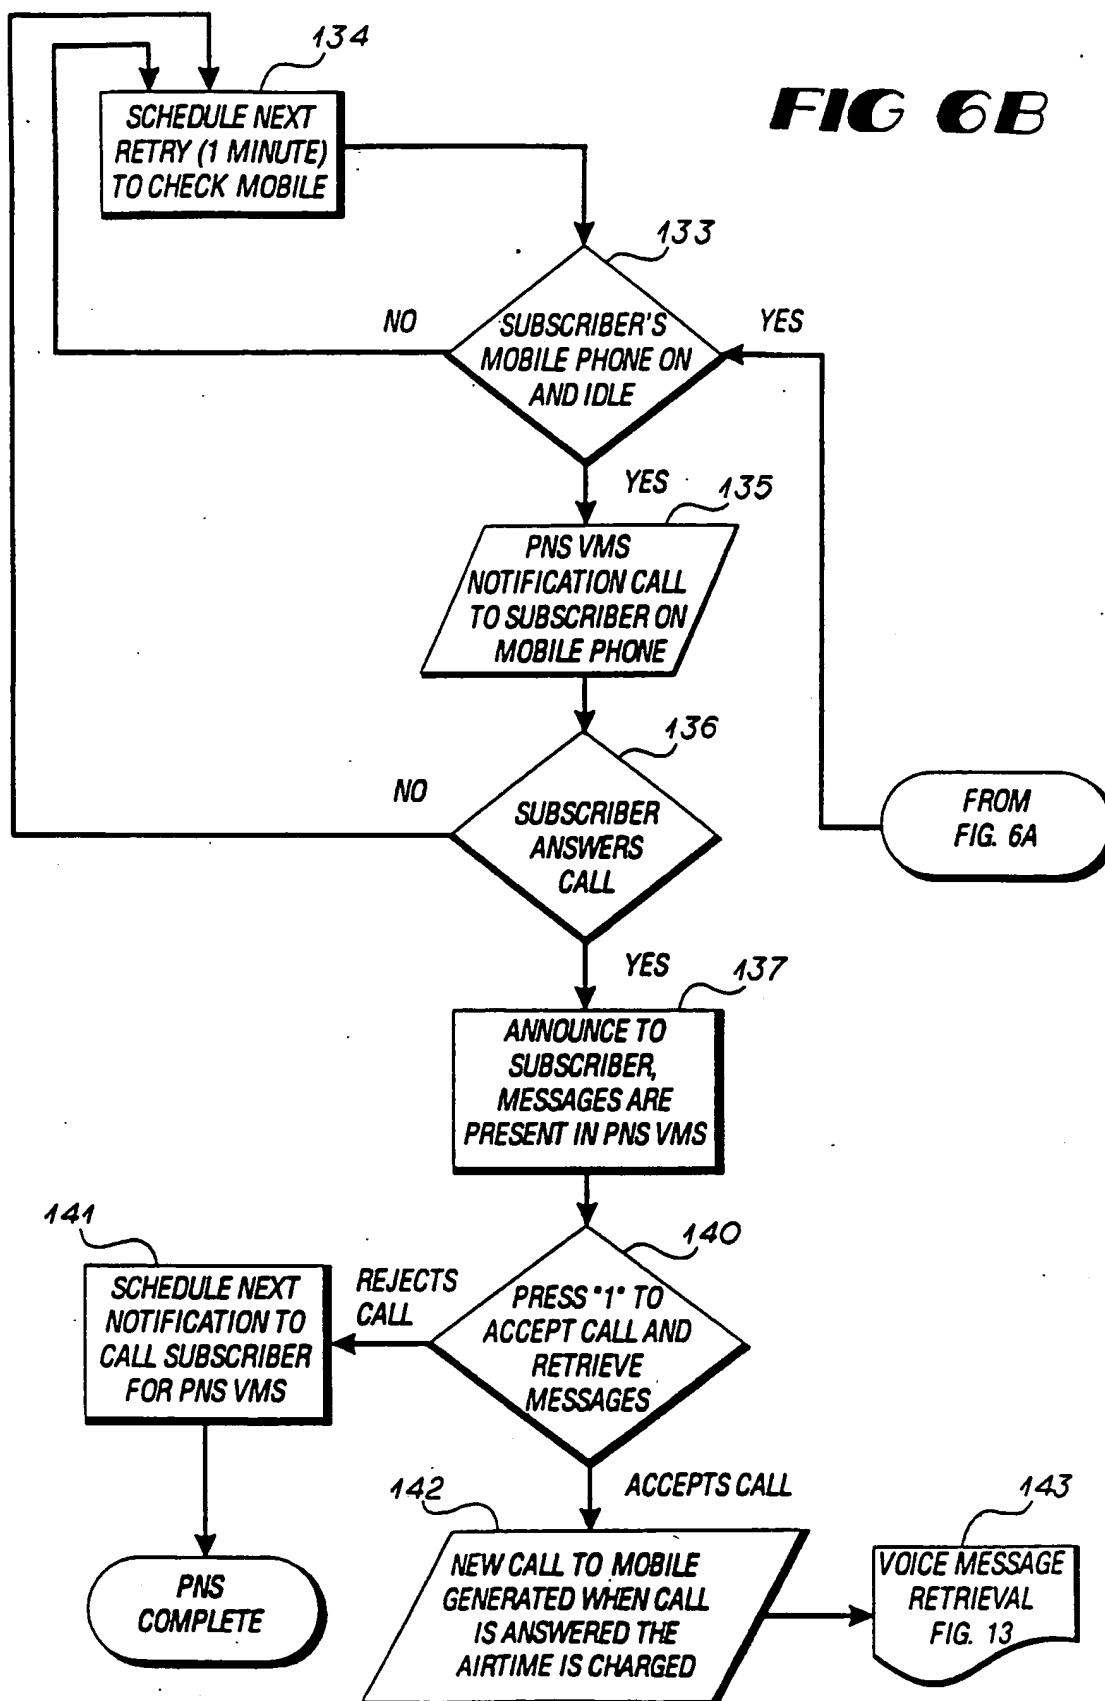 134
FIG 6B
SCHEDULE NEXT
RETRY (1 MINUTE)
TO CHECK MOBILE
133
NO
SUBSCRIBER'S
MOBILE PHONE ON
AND IDLE
YES
YES
135
PNS VMS
NOTIFICATION CALL
TO SUBSCRIBER ON
MOBILE PHONE
136
NO
SUBSCRIBER
ANSWERS
CALL
FROM
FIG. 6A
YES
137
ANNOUNCE TO
SUBSCRIBER,
MESSAGES ARE
PRESENT IN PNS VMS
141
140
SCHEDULE NEXT
NOTIFICATION TO
CALL SUBSCRIBER
FOR PNS VMS
REJECTS
CALL
PRESS "1" TO
ACCEPT CALL AND
RETRIEVE
MESSAGES
ACCEPTS CALL
142
143
PNS
COMPLETE
NEW CALL TO MOBILE
GENERATED WHEN CALL
IS ANSWERED THE
AIRTIME IS CHARGED
VOICE MESSAGE
RETRIEVAL
FIG. 13